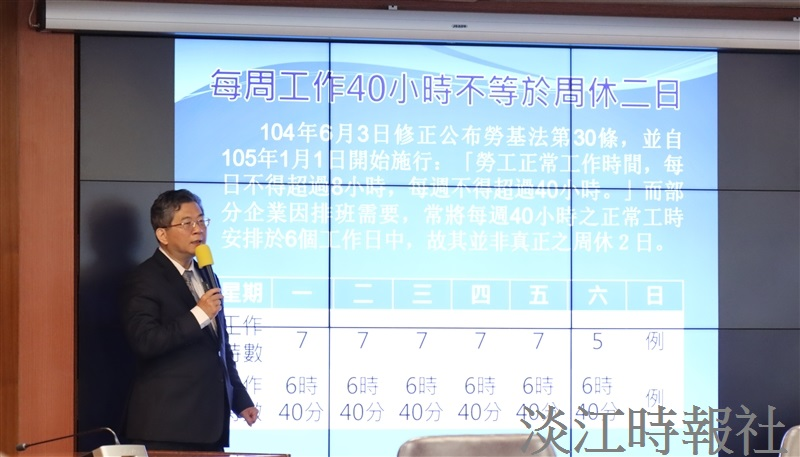 每周工作40小時不等於周休二日
104年6月3日修正公布勞基法第30條，並自
105年1月1日開始施行：「勞工正常工作時間，每
日不得超過8小時，每週不得超過40小時。」而部
分企業因排班需要，常將每週40小時之正常工時
安排於6個工作日中，故其並非真正之周休２日。
星期 一 二 三 四 五 六 日
工作
時數 7 7 7 7 7 5 例
作 6時 6時 6時 6時 6時 6時 例
數 40分 40分 40分 40分 40分 40分
淡江時報社